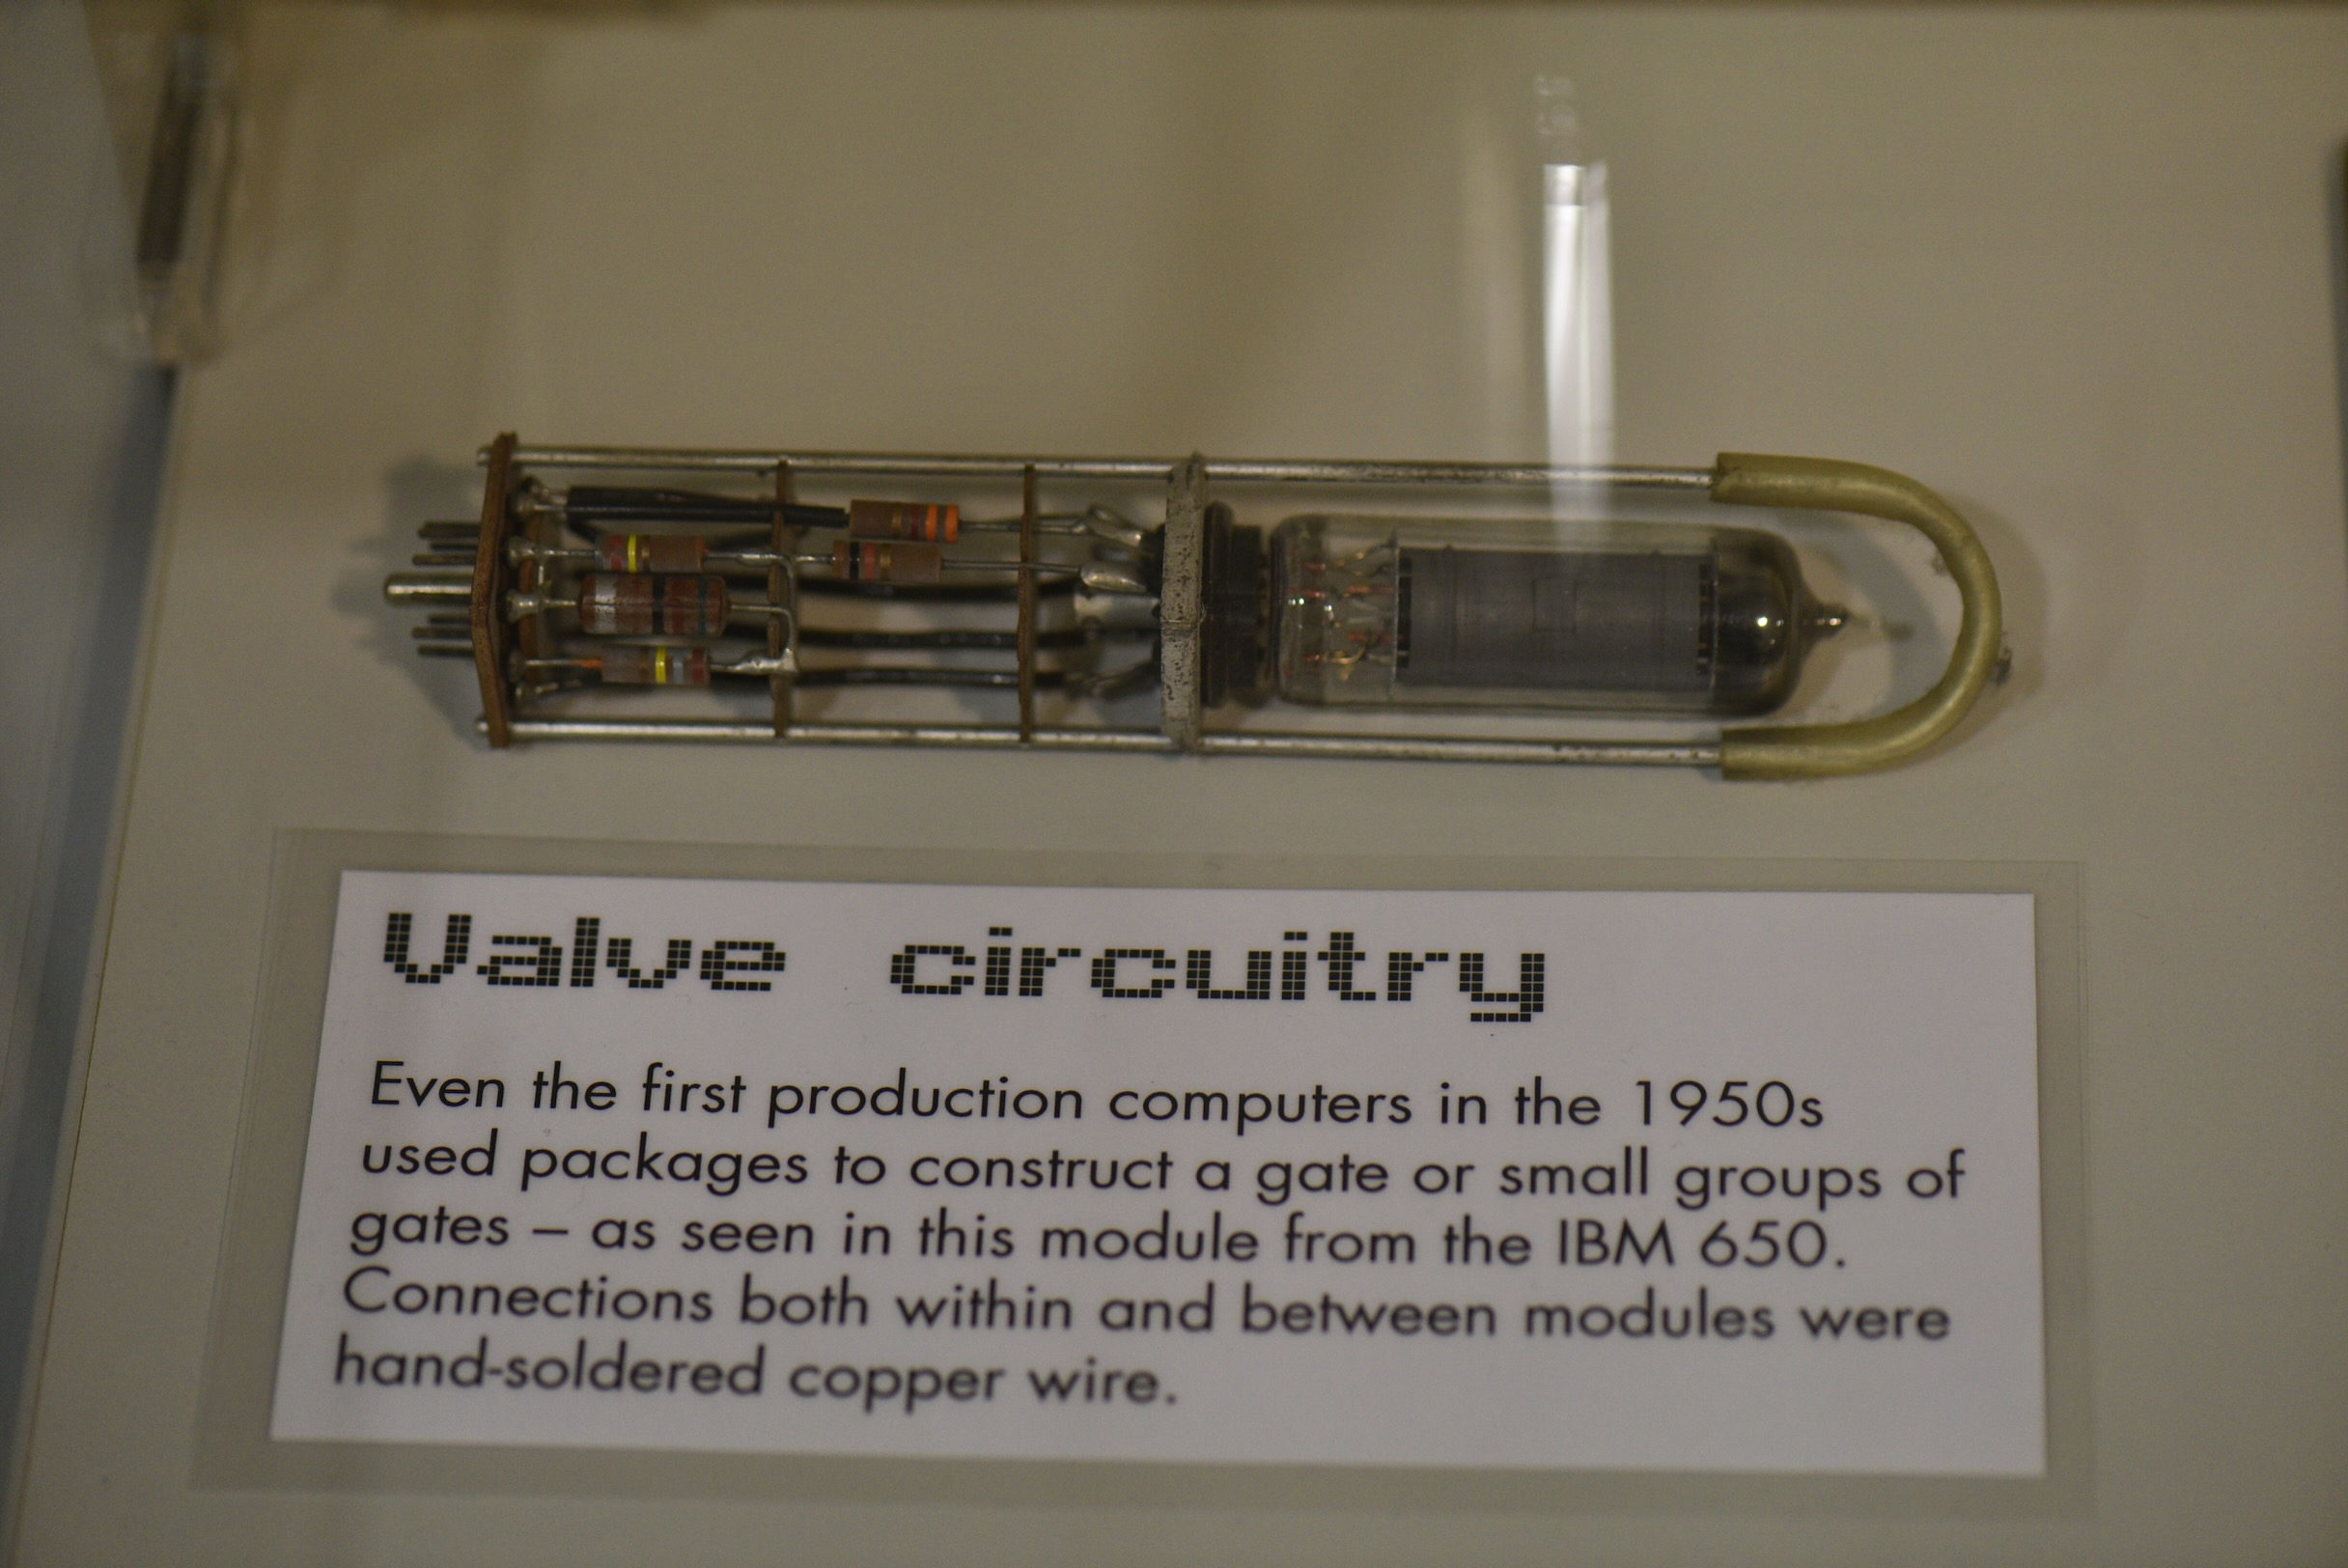 Valve circuitry
Even the first production computers in the 1950s
used packages to construct a gate or small groups of
gates – as seen in this module from the IBM 650.
Connections both within and between modules were
hand-soldered copper wire.